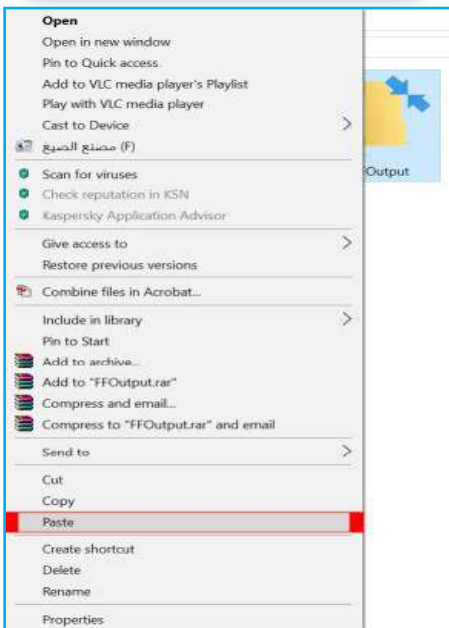 Open
Open in new window
Pin to Quick access
Add to VLC media player's Playlist
Play with VLC media player
Cast to Device
مصنع الصيغ (F)
Scan for viruses
Check reputation in KSN
Kaspersky Application Advisor
Give access to
Restore previous versions
Combine files in Acrobat...
Include in library
Pin to Start
Add to archive...
Add to "FFOutput.rar"
Compress and email...
Compress to "FFOutput.rar" and email
Send to
Cut
Copy
Paste
Create shortcut
Delete
Rename
Properties
FOutput